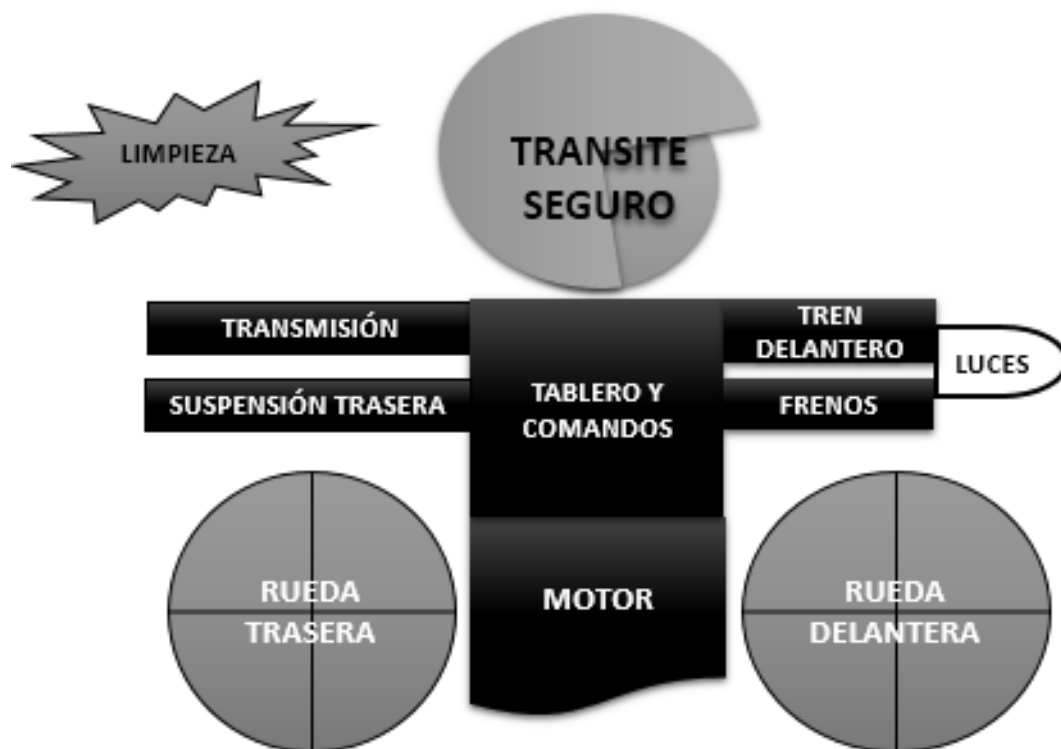 LIMPIEZA
TRANSITE
SEGURO
TRANSMISIÓN
TREN
DELANTERO
LUCES
SUSPENSIÓN TRASERA
TABLERO Y
COMANDOS
FRENOS
RUEDA
TRASERA
MOTOR
RUEDA
DELANTERA